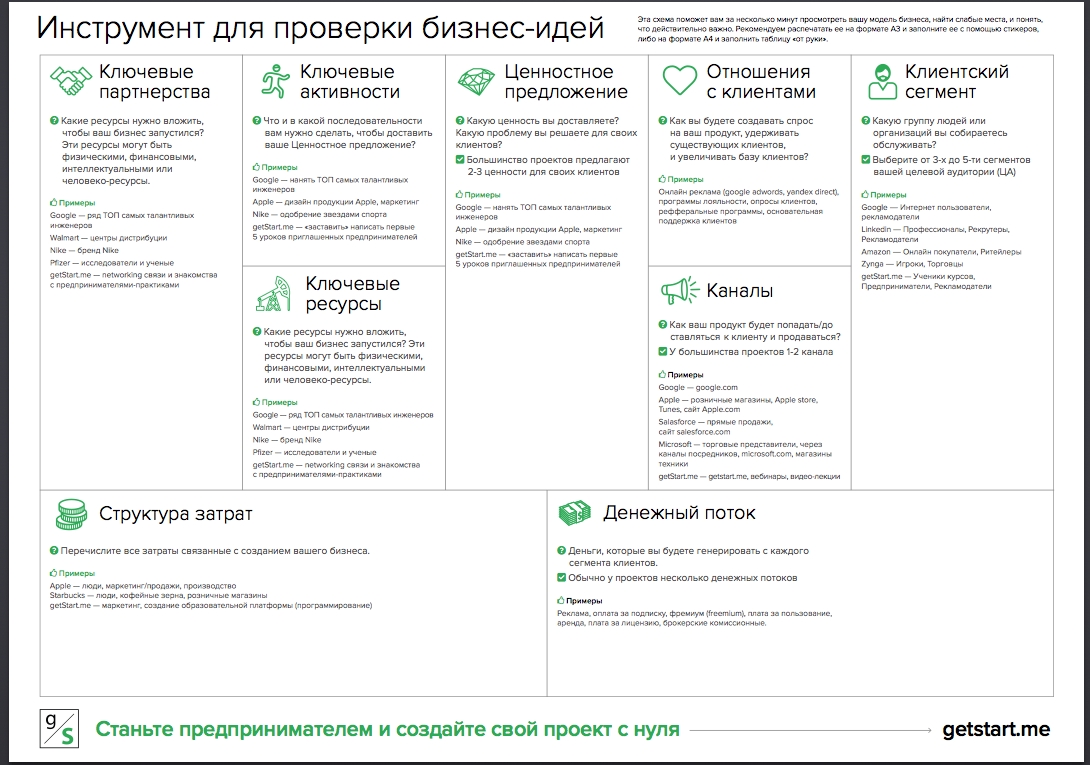 Инструмент для проверки бизнес-идей
Эта схема поможет вам за несколько минут просмотреть вашу модель бизнеса, найти слабые места, и понять,
что действительно важно. Рекомендуем распечатать ее на формате А3 и заполните ее с помощью стикеров,
либо на формате А4 и заполнить таблицу «от руки».
Ключевые
партнерства
Какие ресурсы нужно вложить,
чтобы ваш бизнес запустился?
Эти ресурсы могут быть
физическими, финансовыми,
интеллектуальными или
человеко-ресурсы.
Примеры
Google — ряд ТОП самых талантливых
инженеров
Walmart — центры дистрибуции
Nike — бренд Nike
Pfizer — исследователи и ученые
getStart.me — networking связи и знакомства
с предпринимателями-практиками
Ключевые
активности
Что и в какой последовательности
вам нужно сделать, чтобы доставить
ваше Ценностное предложение?
Примеры
Google — нанять ТОП самых талантливых
инженеров
Apple — дизайн продукции Apple, маркетинг
Nike — одобрение звездами спорта
getStart.me — «заставить» написать первые
5 уроков приглашенных предпринимателей
Ключевые
ресурсы
Какие ресурсы нужно вложить,
чтобы ваш бизнес запустился? Эти
ресурсы могут быть физическими,
финансовыми, интеллектуальными
или человеко-ресурсы.
Примеры
Google — ряд ТОП самых талантливых инженеров
Walmart — центры дистрибуции
Nike — бренд Nike
Pfizer — исследователи и ученые
getStart.me — networking связи и знакомства
с предпринимателями-практиками
Ценностное
предложение
Какую ценность вы доставляете?
Какую проблему вы решаете для своих
клиентов?
Большинство проектов предлагают
2-3 ценности для своих клиентов
Примеры
Google — нанять ТОП самых талантливых
инженеров
Apple — дизайн продукции Apple, маркетинг
Nike — одобрение звездами спорта
getStart.me — «заставить» написать первые
5 уроков приглашенных предпринимателей
Отношения
с клиентами
Как вы будете создавать спрос
на ваш продукт, удерживать
существующих клиентов,
и увеличивать базу клиентов?
Примеры
Онлайн реклама (google adwords, yandex direct),
программы лояльности, опросы клиентов,
рефферальные программы, основательная
поддержка клиентов
Каналы
Как ваш продукт будет попадать/до
ставляться к клиенту и продаваться?
У большинства проектов 1-2 канала
Примеры
Google — google.com
Apple — розничные магазины, Apple store,
Tunes, сайт Apple.com
Salasforce — прямые продажи,
сайт salesforce.com
Microsoft — торговые представители, через
каналы посредников, microsoft.com, магазины
техники
getStart.me — getstart.me, вебинары, видео-лекции
Клиентский
сегмент
Какую группу людей или
организаций вы собираетесь
обслуживать?
Выберите от 3-х до 5-ти сегментов
вашей целевой аудитории (ЦА)
Примеры
Google — Интернет пользователи,
рекламодатели
LinkedIn — Профессионалы, Рекрутеры,
Рекламодатели
Amazon — Онлайн покупатели, Ритейлеры
Zynga — Игроки, Торговцы
getStart.me — Ученики курсов,
Предприниматели, Рекламодатели
Структура затрат
Перечислите все затраты связанные с созданием вашего бизнеса.
Примеры
Apple — люди, маркетинг/продажи, производство
Starbucks — люди, кофейные зерна, розничные магазины
getStart.me — маркетинг, создание образовательной платформы (программирование)
Денежный поток
Деньги, которые вы будете генерировать с каждого
сегмента клиентов.
Обычно у проектов несколько денежных потоков
Примеры
Реклама, оплата за подписку, фремиум (freemium), плата за пользование,
аренда, плата за лицензию, брокерские комиссионные.
g/s
Станьте предпринимателем и создайте свой проект с нуля
getstart.me